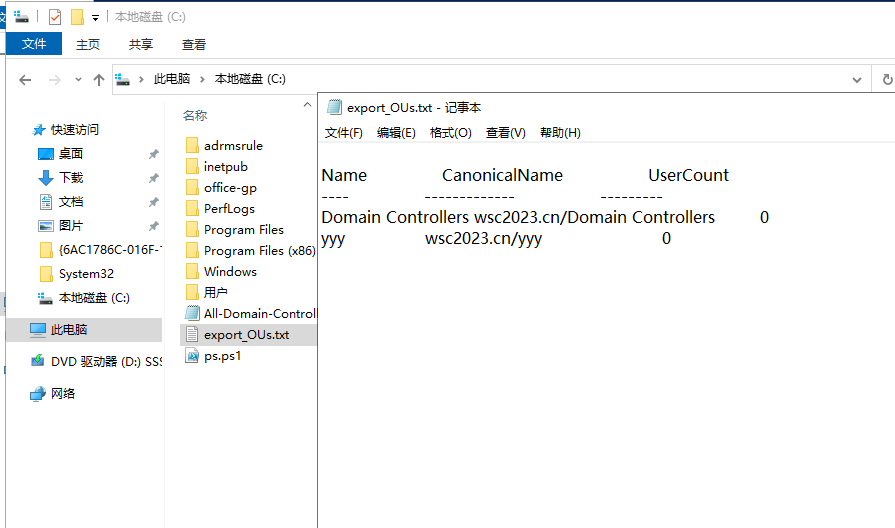 本地磁盘 (C:)
文件 主页 共享 查看
此电脑 本地磁盘 (C:)
快速访问
桌面
下载
文档
图片
{6AC1786C-016F-
System32
本地磁盘 (C:)
此电脑
DVD 驱动器 (D:) SS
网络
名称
adrmsrule
inetpub
office-gp
PerfLogs
Program Files
Program Files (x86)
Windows
用户
All-Domain-Control
export_OUs.txt
ps.ps1
export_OUs.txt - 记事本
文件(F) 编辑(E) 格式(O) 查看(V) 帮助(H)
Name CanonicalName UserCount
---- ------------- ---------
Domain Controllers wsc2023.cn/Domain Controllers 0
yyy wsc2023.cn/yyy 0